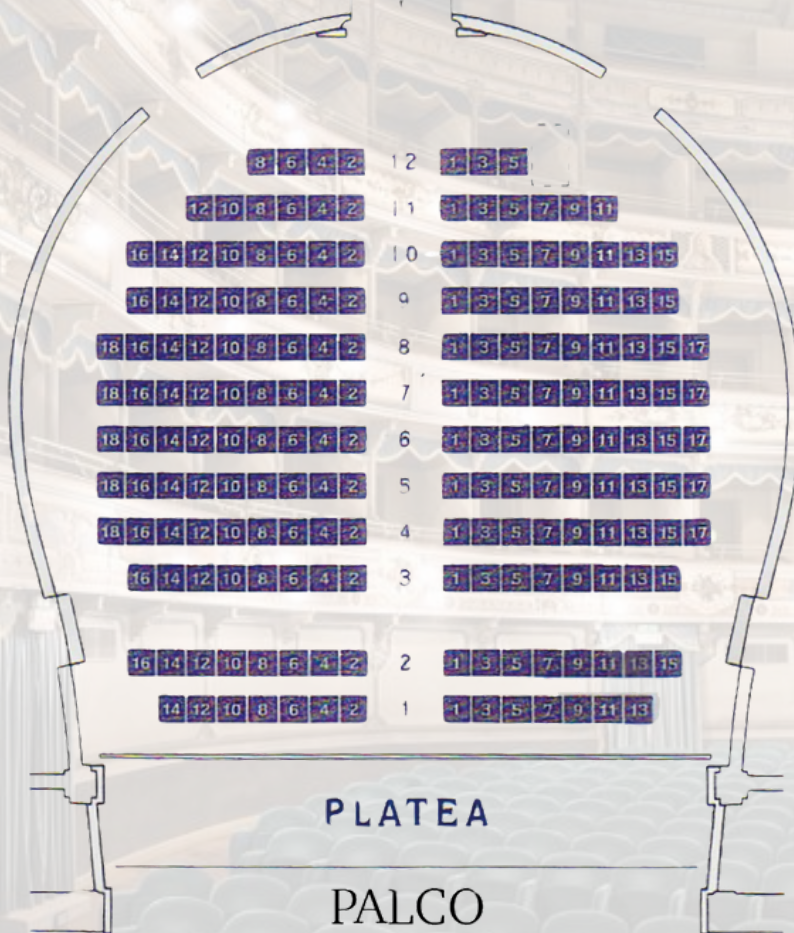 8 6 4 2 12 1 3 5
12 10 8 6 4 2 11 1 3 5 7 9 11
16 14 12 10 8 6 4 2 10 1 3 5 7 9 11 13 15
16 14 12 10 8 6 4 2 9 1 3 5 7 9 11 13 15
18 16 14 12 10 8 6 4 2 8 1 3 5 7 9 11 13 15 17
18 16 14 12 10 8 6 4 2 7 1 3 5 7 9 11 13 15 17
18 16 14 12 10 8 6 4 2 6 1 3 5 7 9 11 13 15 17
18 16 14 12 10 8 6 4 2 5 1 3 5 7 9 11 13 15 17
18 16 14 12 10 8 6 4 2 4 1 3 5 7 9 11 13 15 17
16 14 12 10 8 6 4 2 3 1 3 5 7 9 11 13 15
16 14 12 10 8 6 4 2 2 1 3 5 7 9 11 13 15
14 12 10 8 6 4 2 1 1 3 5 7 9 11 13
PLATEA
PALCO